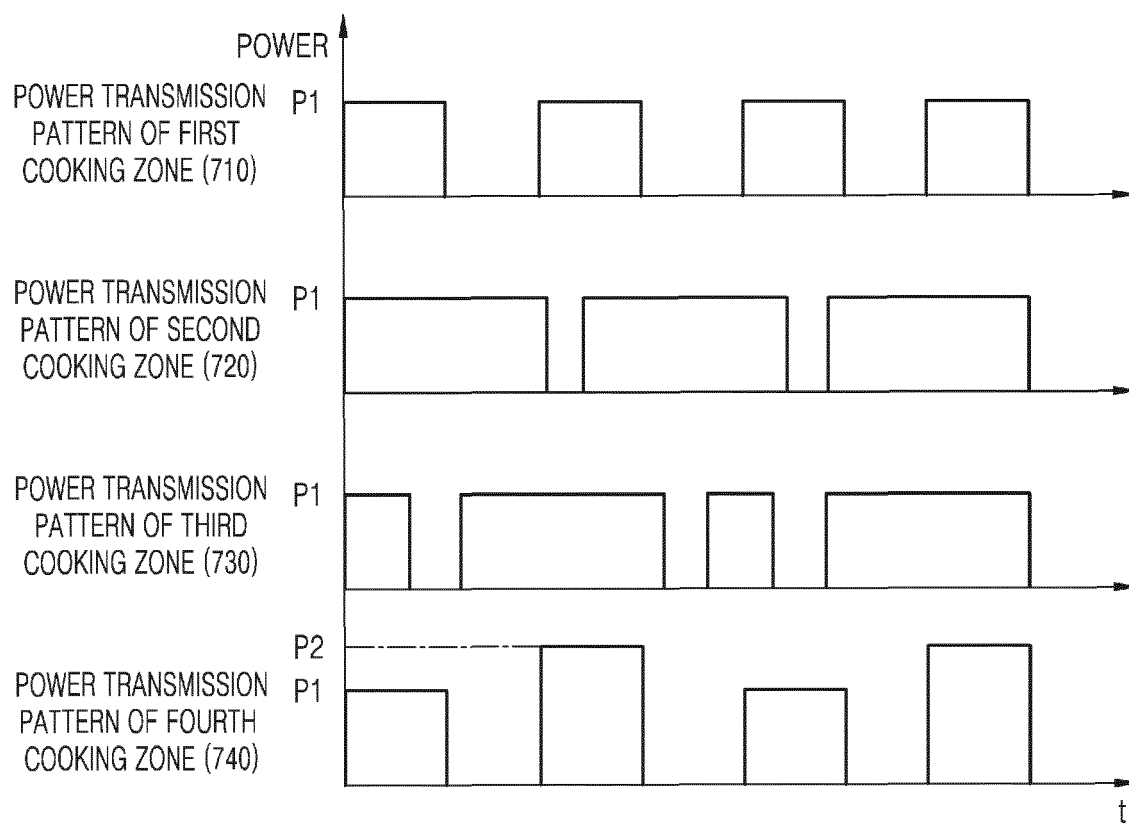 POWER
POWER TRANSMISSION
PATTERN OF FIRST
COOKING ZONE (710)
P1
POWER TRANSMISSION
PATTERN OF SECOND
COOKING ZONE (720)
P1
POWER TRANSMISSION
PATTERN OF THIRD
COOKING ZONE (730)
P1
P2
POWER TRANSMISSION
PATTERN OF FOURTH
COOKING ZONE (740)
P1
t